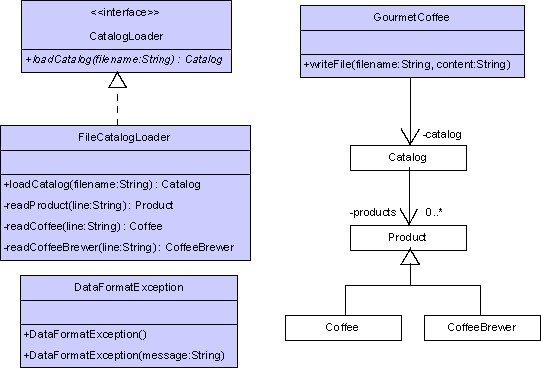 <<interface>>
CatalogLoader
+loadCatalog(filename:String) : Catalog
FileCatalogLoader
+loadCatalog(filename:String) : Catalog
-readProduct(line:String) : Product
-readCoffee(line:String) : Coffee
-readCoffeeBrewer(line:String) : CoffeeBrewer
DataFormatException
+DataFormatException()
+DataFormatException(message:String)
GourmetCoffee
+writeFile(filename:String, content:String)
-catalog
Catalog
-products 0..*
Product
Coffee
CoffeeBrewer